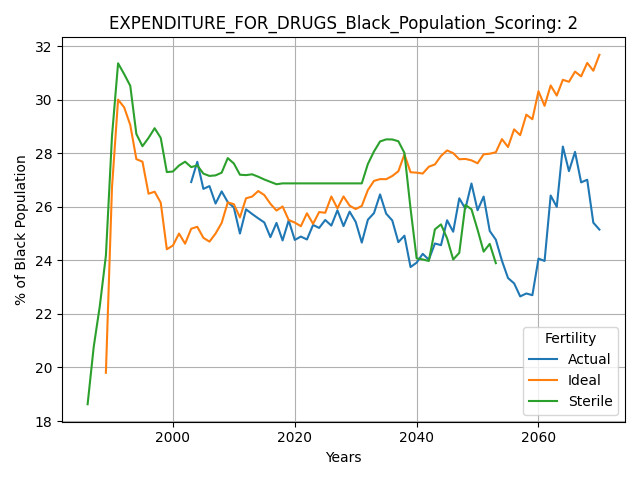 EXPENDITURE_FOR_DRUGS_Black_Population_Scoring: 2
% of Black Population
32
30
28
26
24
22
20
18
2000 2020 2040 2060
Years
Fertility
Actual
Ideal
Sterile